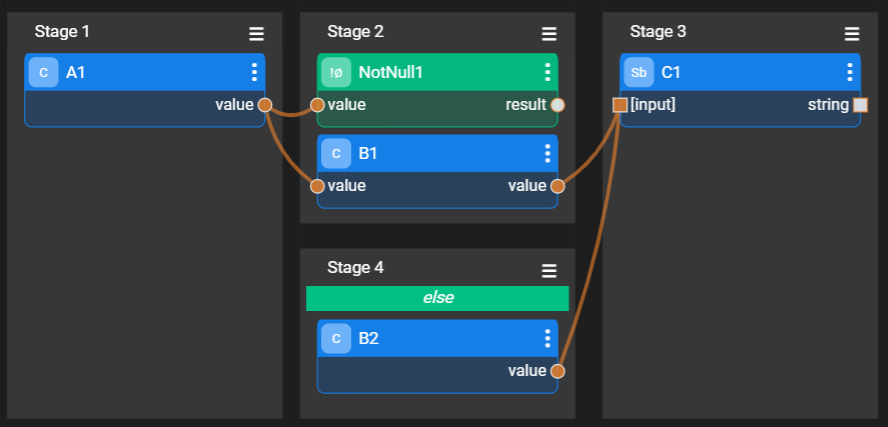 Stage 1
C A1
value
Stage 2
!ø NotNull1
value result
C B1
value value
Stage 3
Sb C1
[input] string
Stage 4
else
C B2
value